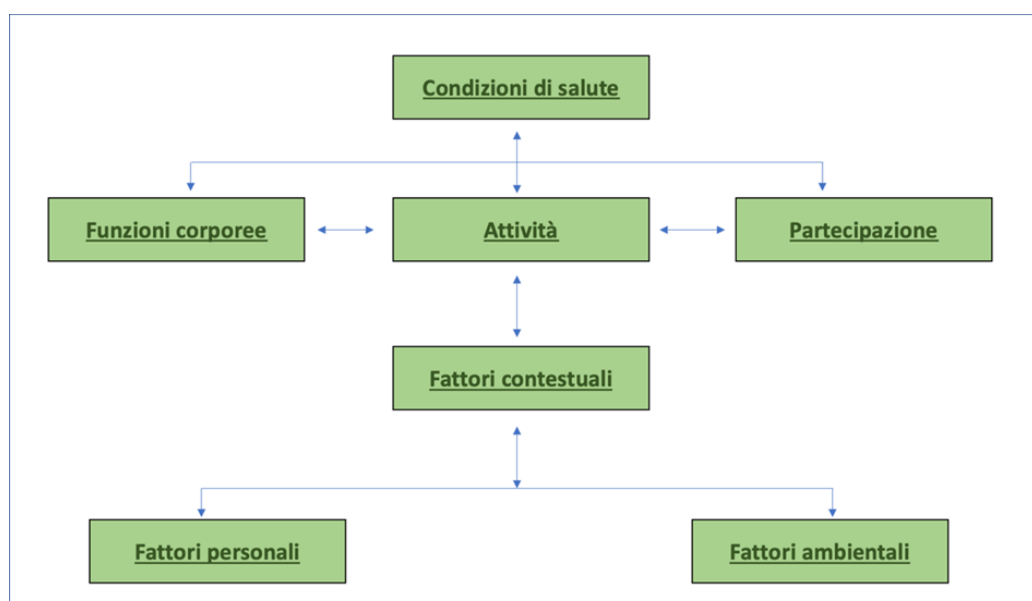 Condizioni di salute
Funzioni corporee
Attività
Partecipazione
Fattori contestuali
Fattori personali
Fattori ambientali